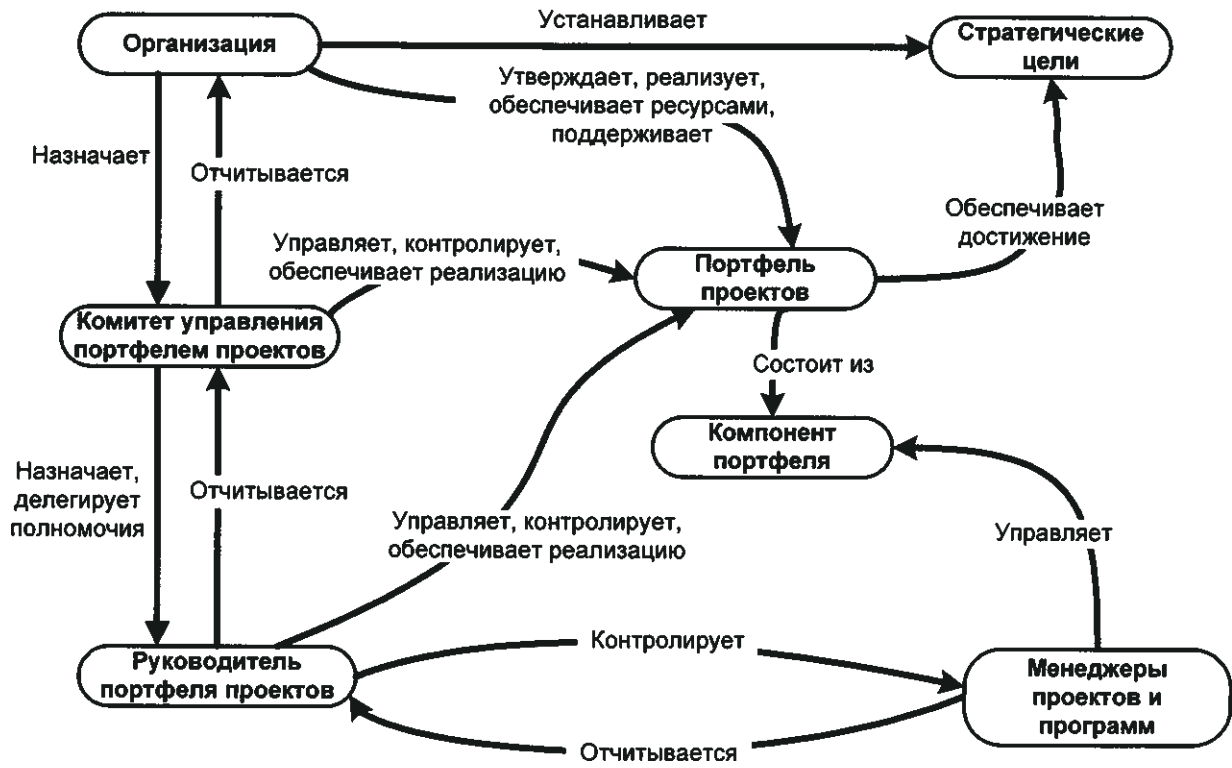 Устанавливает
Организация
Стратегические
цели
Утверждает, реализует,
обеспечивает ресурсами,
поддерживает
Назначает
Отчитывается
Обеспечивает
достижение
Управляет, контролирует,
обеспечивает реализацию
Портфель
проектов
Комитет управления
портфелем проектов
Состоит из
Компонент
портфеля
Назначает,
делегирует
полномочия
Отчитывается
Управляет, контролирует,
обеспечивает реализацию
Управляет
Контролирует
Руководитель
портфеля проектов
Менеджеры
проектов и
программ
Отчитывается